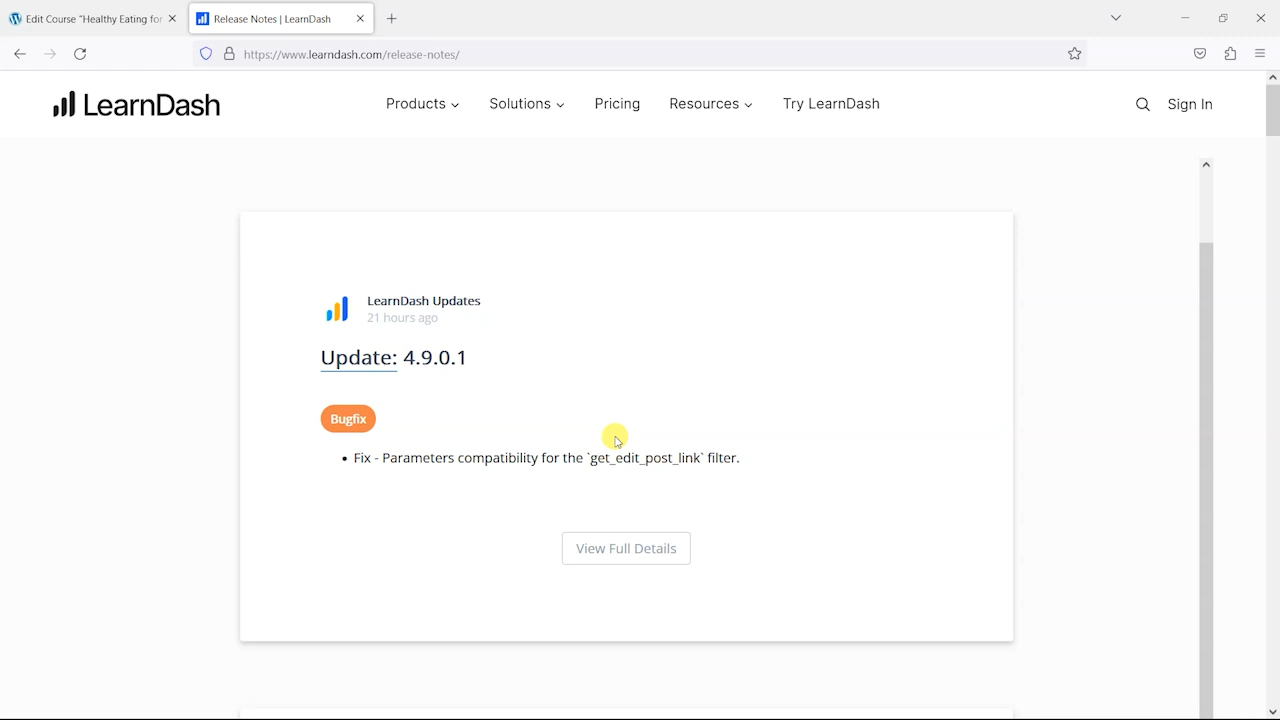 Edit Course "Healthy Eating for
Release Notes | LearnDash
https://www.learndash.com/release-notes/
LearnDash
Products
Solutions
Pricing
Resources
Try LearnDash
Sign In
LearnDash Updates
21 hours ago
Update: 4.9.0.1
Bugfix
• Fix - Parameters compatibility for the `get_edit_post_link` filter.
View Full Details